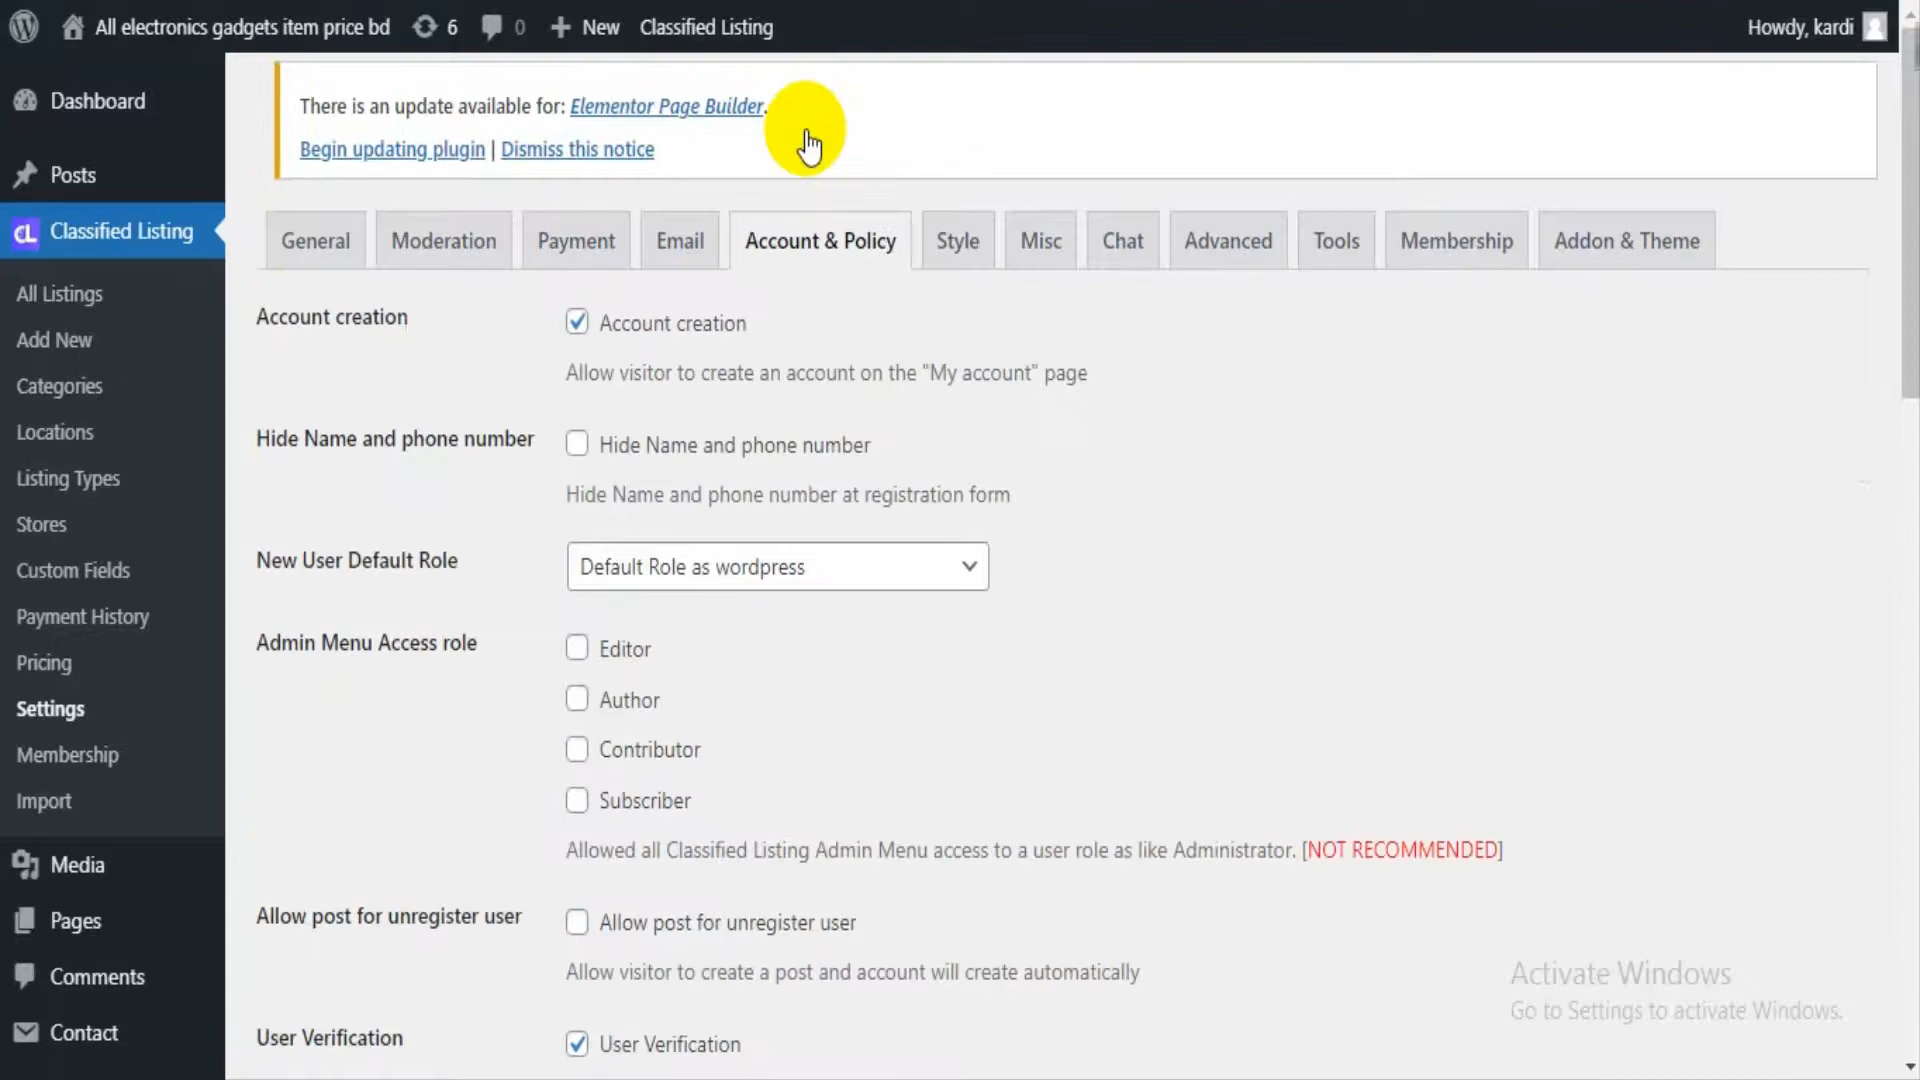 All electronics gadgets item price bd 6 0 New Classified Listing Howdy, kardi
Dashboard
Posts
Classified Listing
All Listings
Add New
Categories
Locations
Listing Types
Stores
Custom Fields
Payment History
Pricing
Settings
Membership
Import
Media
Pages
Comments
Contact
There is an update available for: Elementor Page Builder.
Begin updating plugin | Dismiss this notice
General Moderation Payment Email Account & Policy Style Misc Chat Advanced Tools Membership Addon & Theme
Account creation Account creation
Allow visitor to create an account on the "My account" page
Hide Name and phone number Hide Name and phone number
Hide Name and phone number at registration form
New User Default Role Default Role as wordpress
Admin Menu Access role Editor
Author
Contributor
Subscriber
Allowed all Classified Listing Admin Menu access to a user role as like Administrator. [NOT RECOMMENDED]
Allow post for unregister user Allow post for unregister user
Allow visitor to create a post and account will create automatically
User Verification User Verification
Activate Windows
Go to Settings to activate Windows.